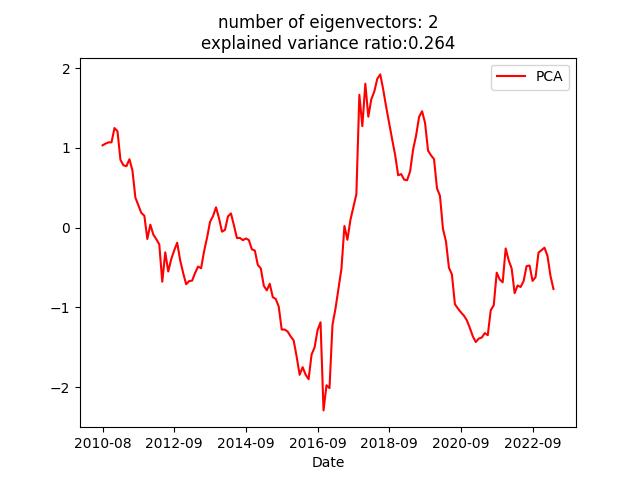 number of eigenvectors: 2
explained variance ratio:0.264
PCA
2
1
0
−1
−2
2010-08 2012-09 2014-09 2016-09 2018-09 2020-09 2022-09
Date